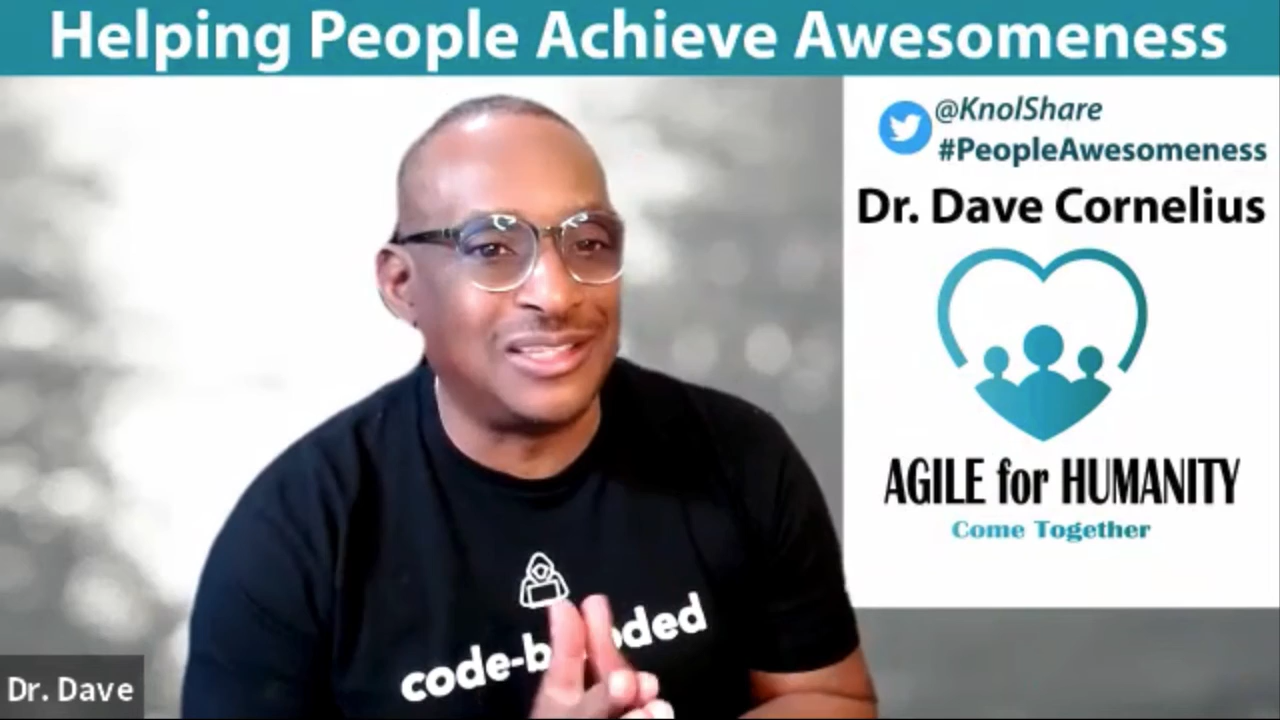 Helping People Achieve Awesomeness
@KnolShare
#PeopleAwesomeness
Dr. Dave Cornelius
AGILE for HUMANITY
Come Together
Dr. Dave